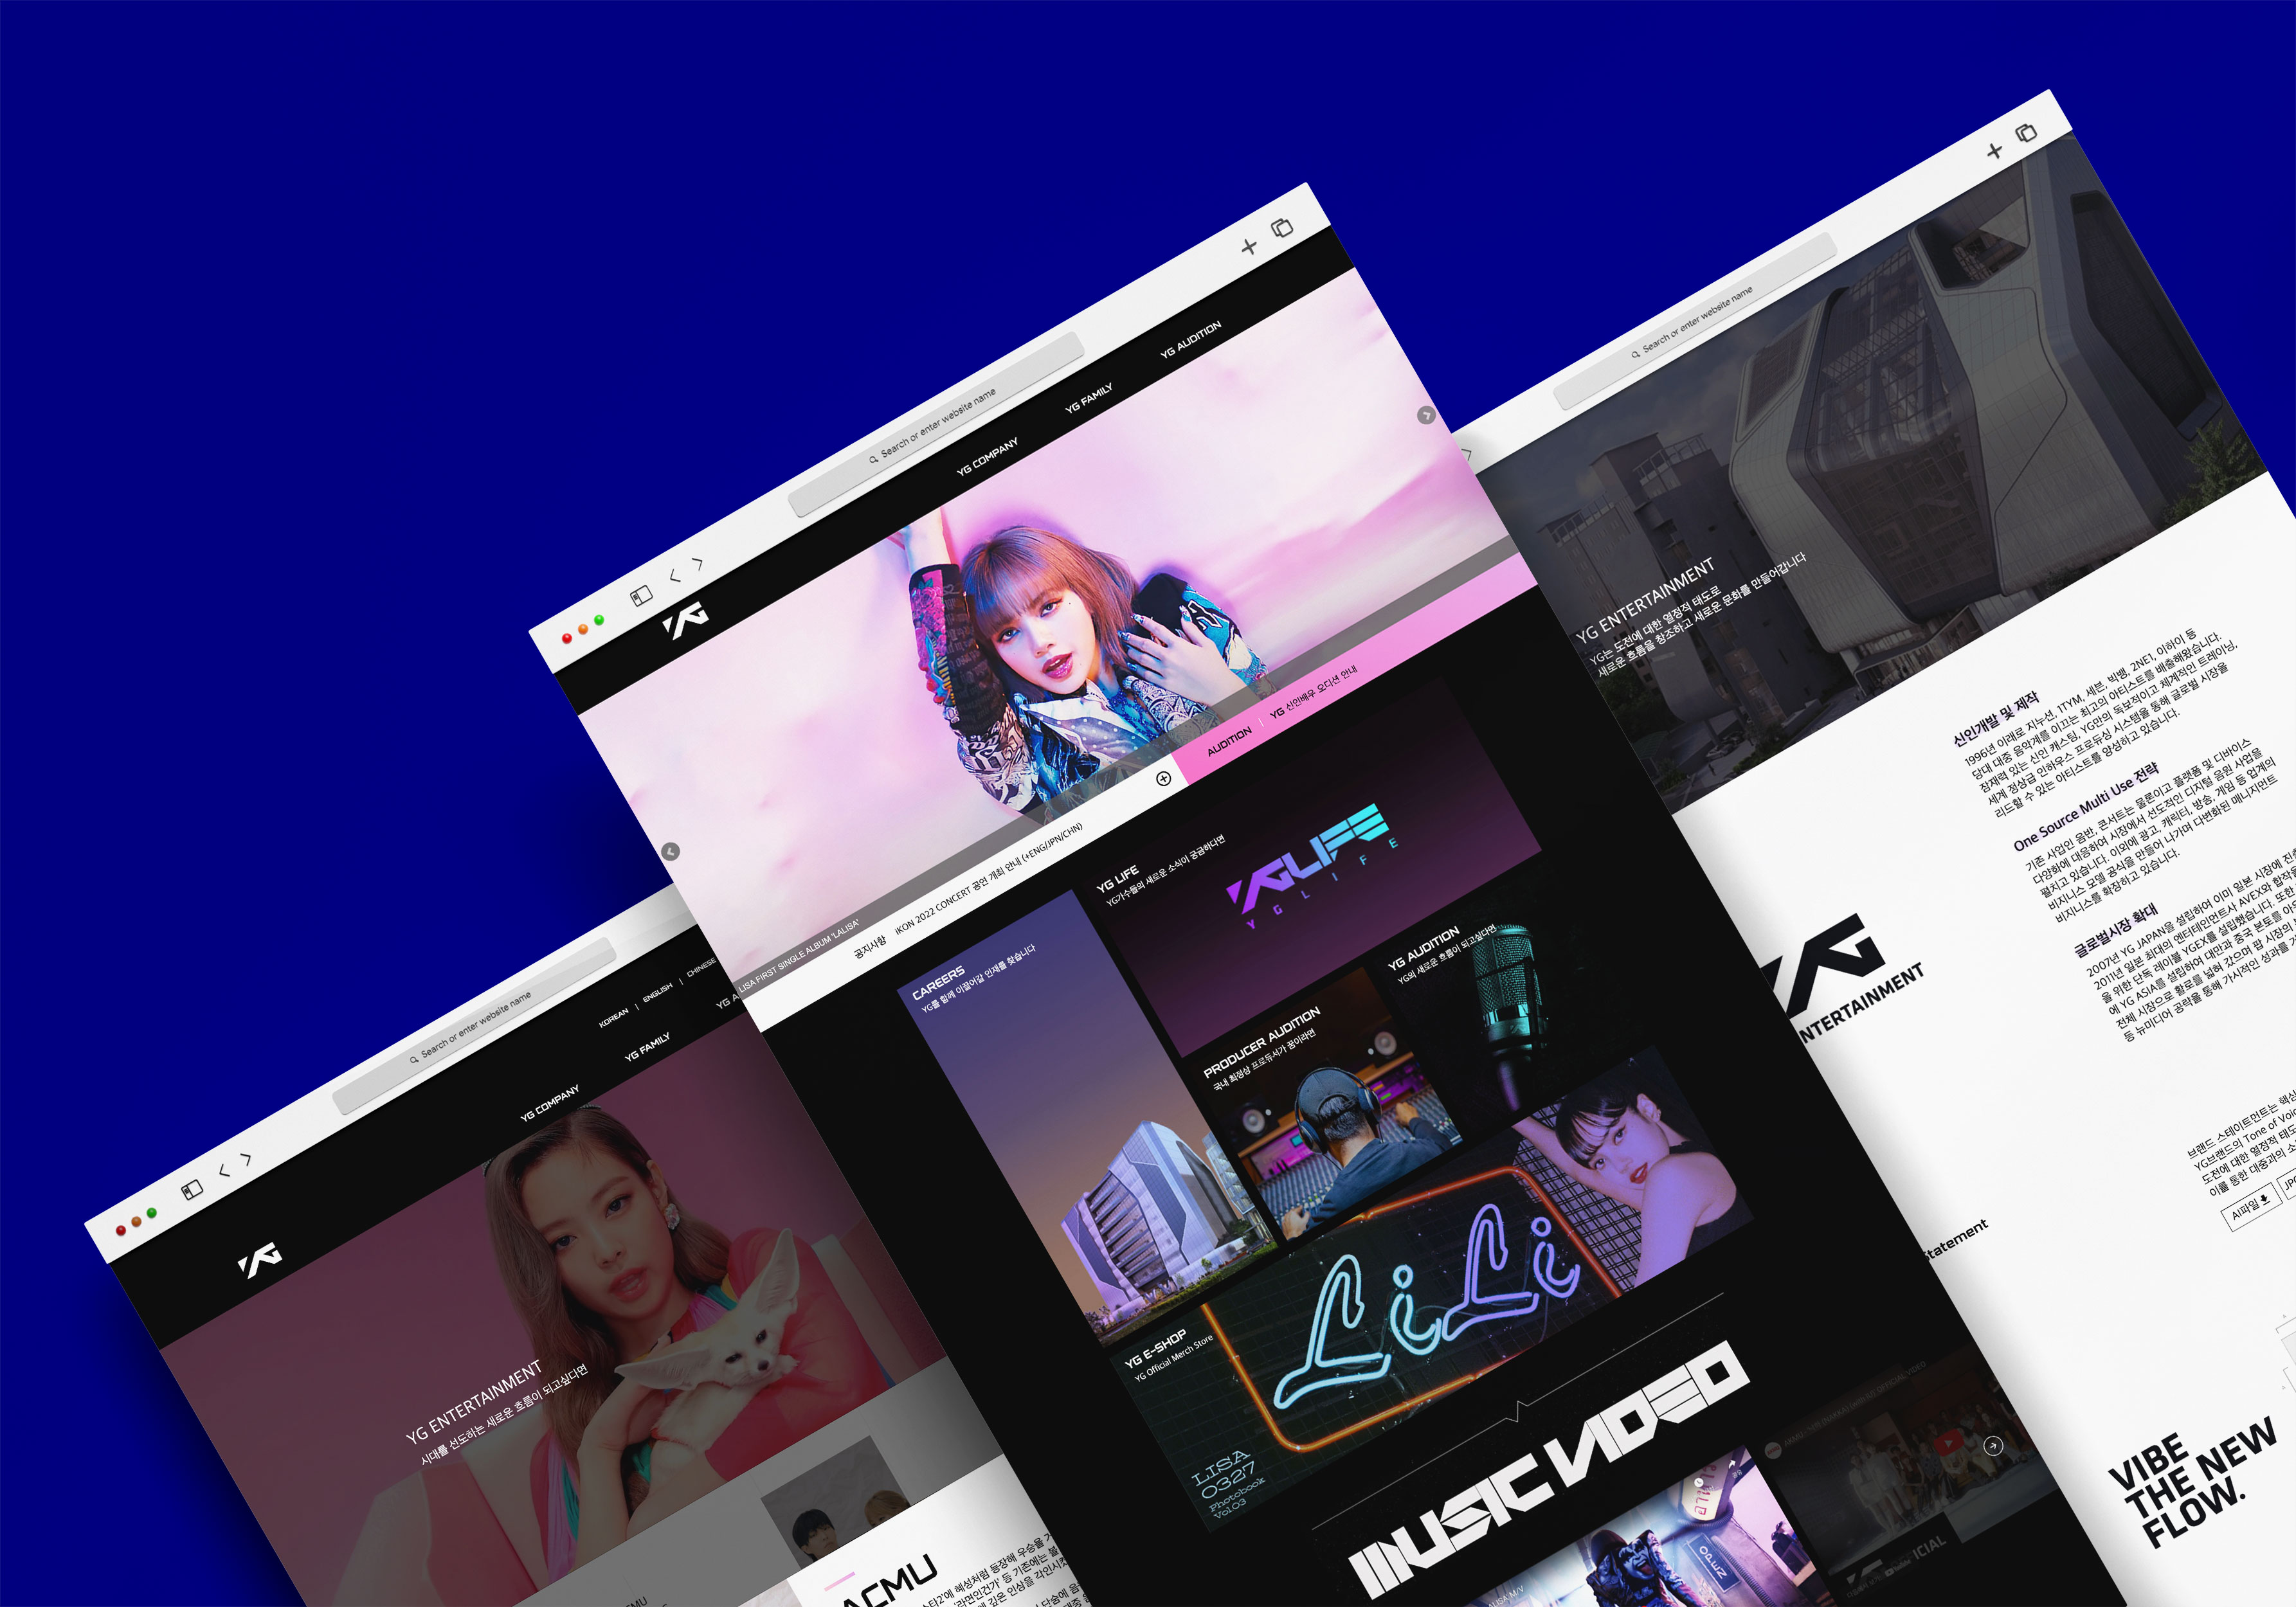 Search or enter website name
YG COMPANY
YG FAMILY
YG AUDITION
LISA FIRST SINGLE ALBUM 'LALISA'
공지사항 iKON 2022 CONCERT 공연 개최 안내 (+ENG/JPN/CHN)
AUDITION | YG 신인배우 오디션 안내
CAREERS
YG를 함께 이끌어갈 인재를 찾습니다
YG LIFE
YG가수들의 새로운 소식이 궁금하다면
YG LIFE
YG LIFE
PRODUCER AUDITION
국내 최정상 프로듀서가 꿈이라면
YG AUDITION
YG의 새로운 흐름이 되고싶다면
YG E-SHOP
YG Official Merch Store
LiLi
LISA
0327
Photobook
Vol.03
MUSIC VIDEO
OPEN
Search or enter website name
KOREAN | ENGLISH | CHINESE
YG COMPANY
YG FAMILY
YG
YG ENTERTAINMENT
시대를 선도하는 새로운 흐름이 되고싶다면
Search or enter website name
YG ENTERTAINMENT
YG는 도전에 대한 열정적 태도로
새로운 흐름을 창조하고 새로운 문화를 만들어갑니다
신인개발 및 제작
1996년 이래로 지누션, 1TYM, 세븐, 빅뱅, 2NE1, 이하이 등
당대 대중 음악계를 이끄는 최고의 아티스트를 배출해왔습니다.
잠재력 있는 신인 캐스팅, YG만의 독보적이고 체계적인 트레이닝,
세계 정상급 인하우스 프로듀싱 시스템을 통해 글로벌 시장을
리드할 수 있는 아티스트를 양성하고 있습니다.
One Source Multi Use 전략
기존 사업인 음반, 콘서트는 물론이고 플랫폼 및 디바이스
다양화에 대응하여 시장에서 선도적인 디지털 음원 사업을
펼치고 있습니다. 이외에 광고, 캐릭터, 방송, 게임 등 업계의
비지니스 모델 공식을 만들어 나가며 다변화된 매니지먼트
비지니스를 확장하고 있습니다.
글로벌시장 확대
2007년 YG JAPAN을 설립하여 이미 일본 시장에
2011년 일본 최대의 엔터테인먼트사 AVEX와
을 위한 단독 레이블 YGEX를 설립했습니다. 또한
에 YG ASIA를 설립하여 대만과 중국 본토를
전체 시장으로 활로를 넓혀 갔으며 팝 시장의
등 뉴미디어 공략을 통해 가시적인 성과를
YG
브랜드 스테이트먼트는
YG브랜드의 Tone of
도전에 대한 열정적
이를 통한 대중과의
AI파일
VIBE
THE NEW
FLOW.